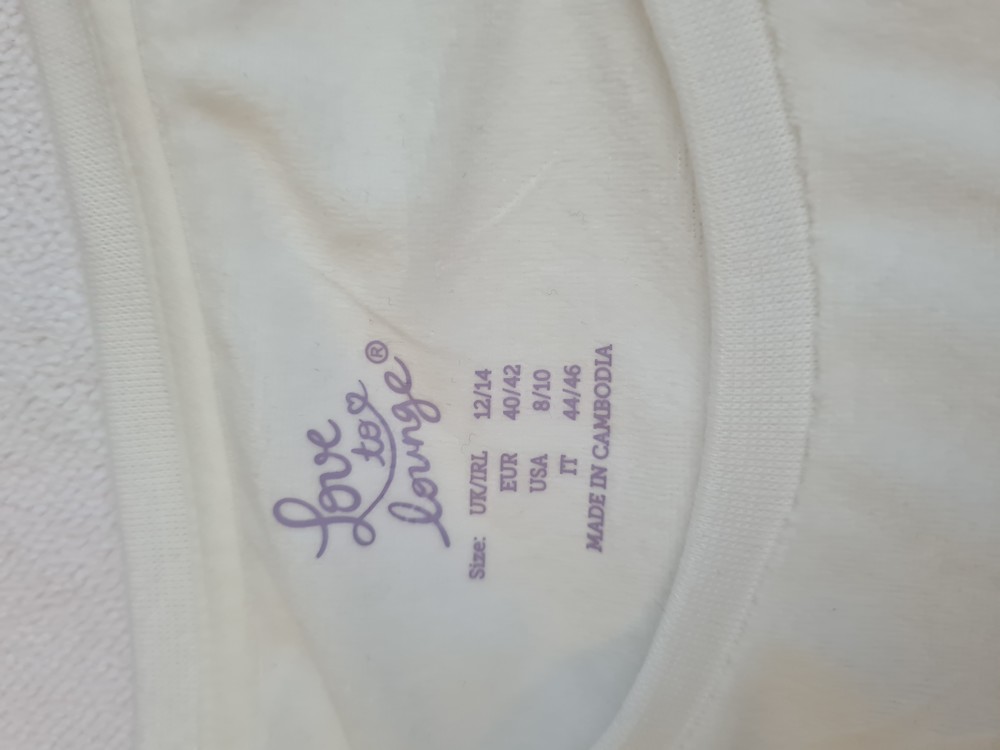 Love
to
lounge®
Size: UK/IRL 12/14
EUR 40/42
USA 8/10
IT 44/46
MADE IN CAMBODIA